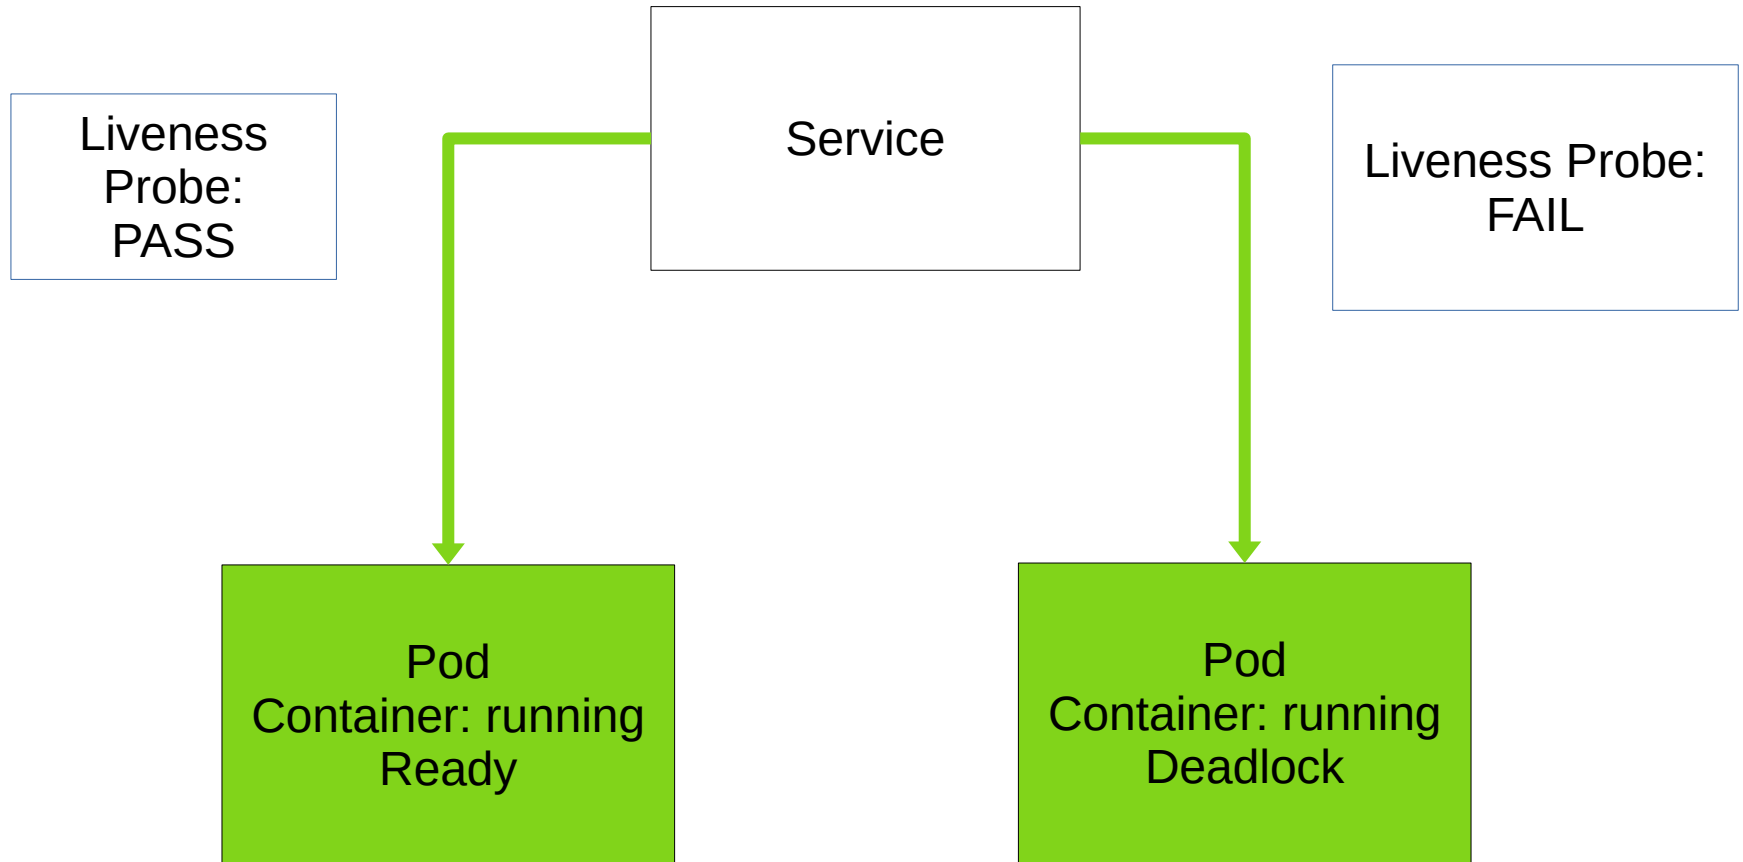 Liveness
Probe:
PASS
Service
Liveness Probe:
FAIL
Pod
Container: running
Ready
Pod
Container: running
Deadlock